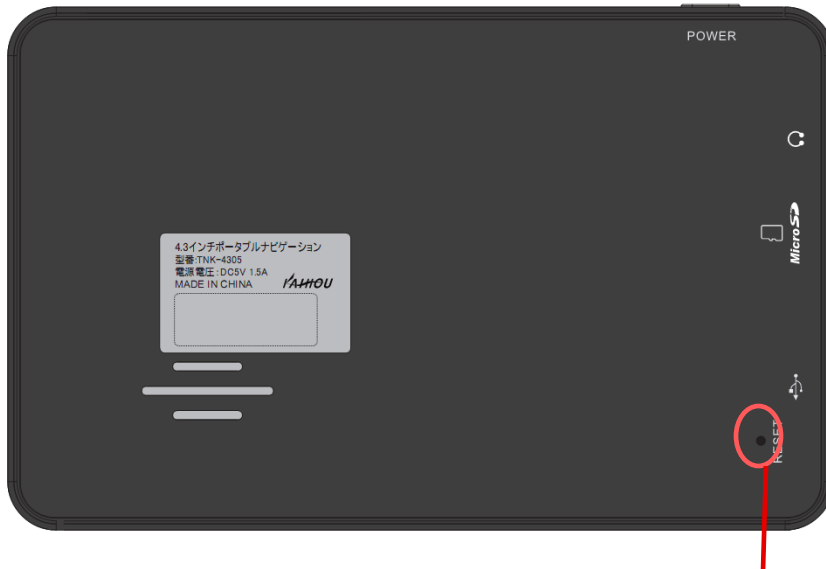 POWER
MicroSD
4.3インチポータブルナビゲーション
型番:TNK-4305
電源電圧:DC5V 1.5A
MADE IN CHINA KAIHOU
RESET